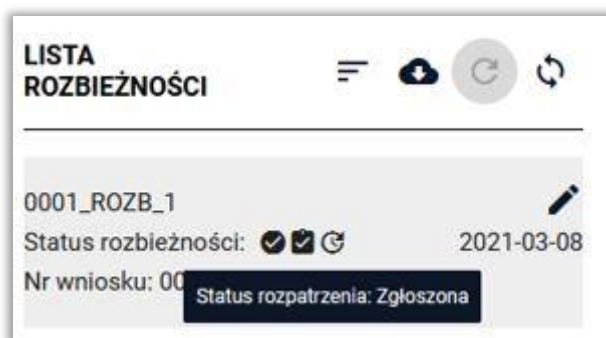 LISTA
ROZBIEŻNOŚCI
0001_ROZB_1
Status rozbieżności: 2021-03-08
Nr wniosku: 00
Status rozpatrzenia: Zgłoszona